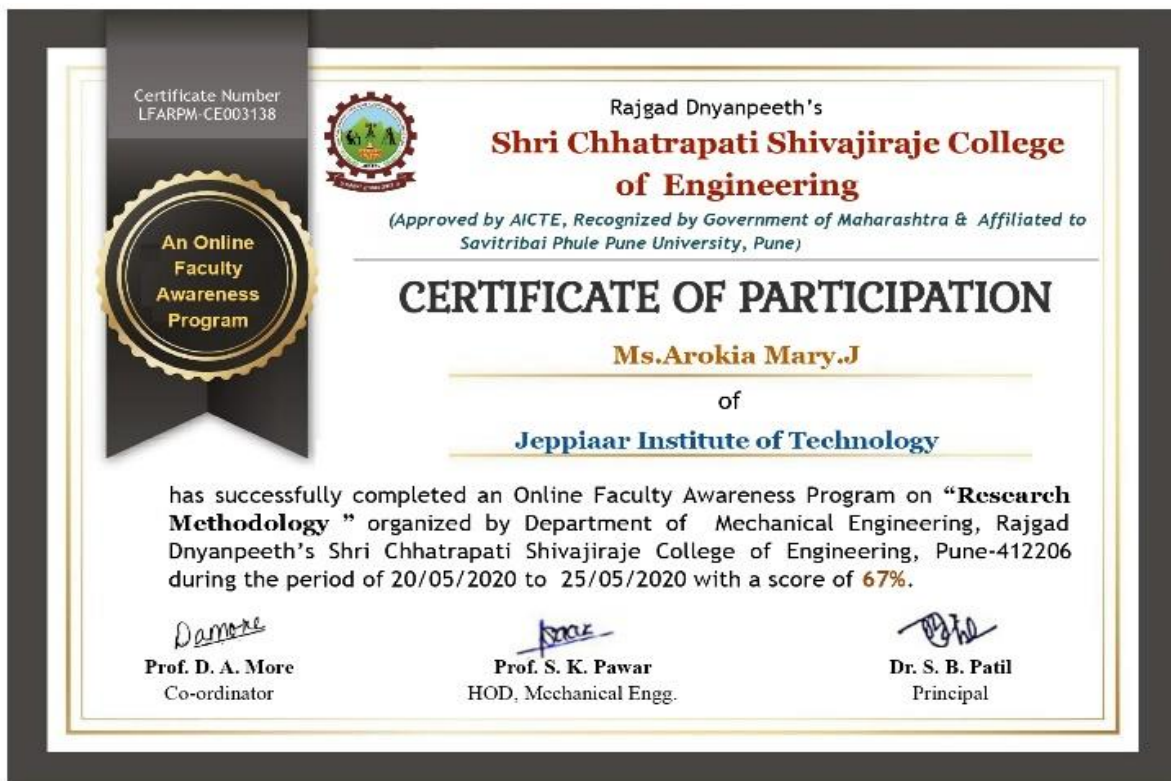 Certificate Number
LFARPM-CE003138
An Online
Faculty
Awareness
Program
Rajgad Dnyanpeeth's
Shri Chhatrapati Shivajiraje College
of Engineering
(Approved by AICTE, Recognized by Government of Maharashtra & Affiliated to
Savitribai Phule Pune University, Pune)
CERTIFICATE OF PARTICIPATION
Ms.Arokia Mary.J
of
Jeppiaar Institute of Technology
has successfully completed an Online Faculty Awareness Program on “Research
Methodology ” organized by Department of Mechanical Engineering, Rajgad
Dnyanpeeth's Shri Chhatrapati Shivajiraje College of Engineering, Pune-412206
during the period of 20/05/2020 to 25/05/2020 with a score of 67%.
Damore
Prof. D. A. More
Co-ordinator
Prof. S. K. Pawar
HOD, Mechanical Engg.
Dr. S. B. Patil
Principal